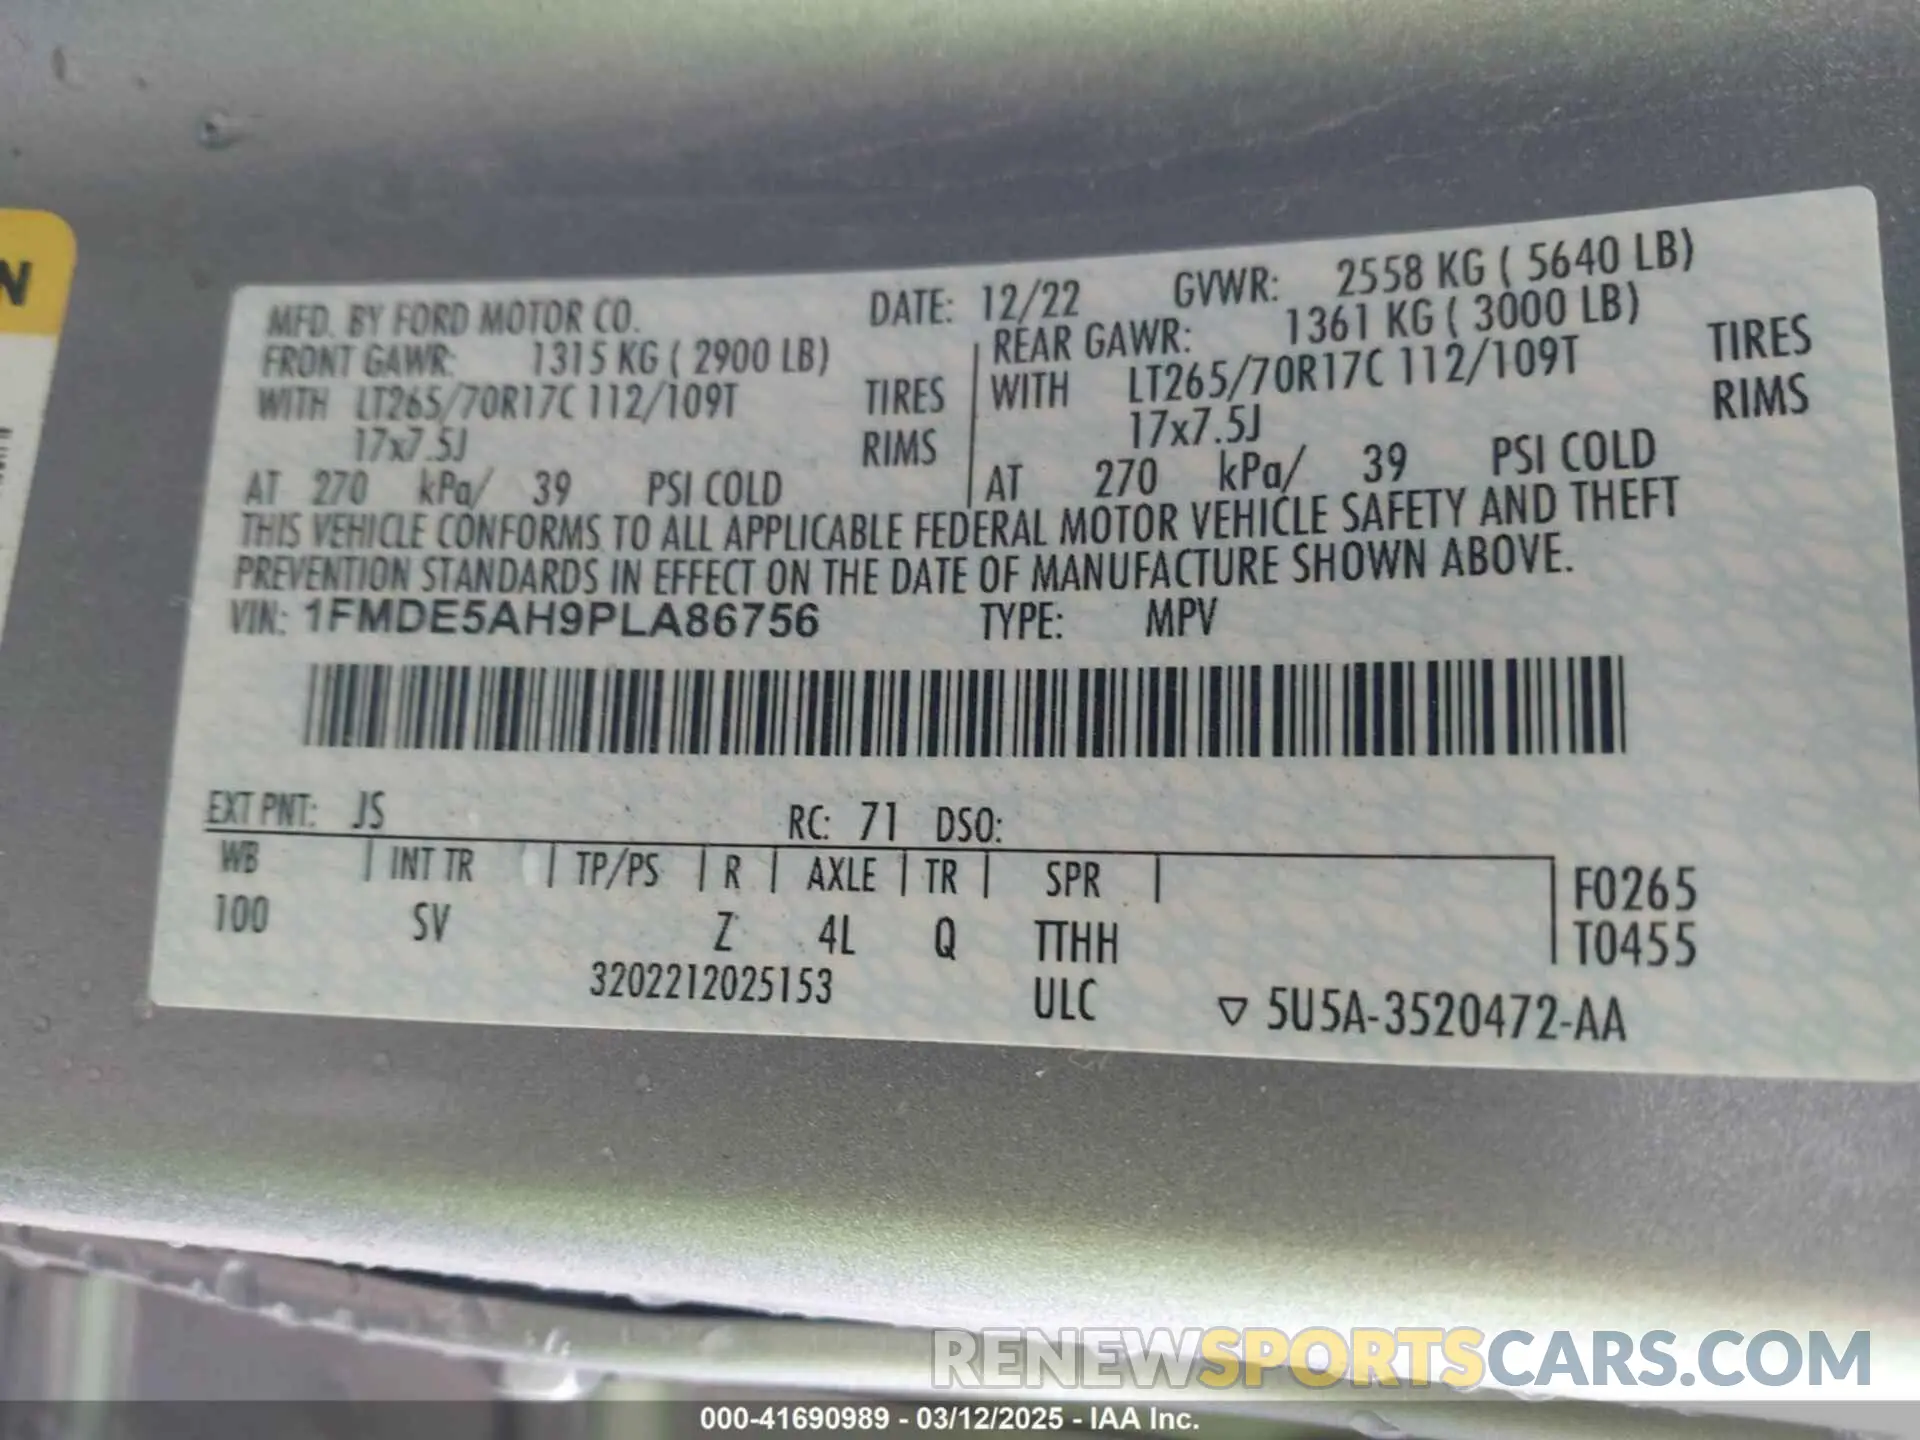 N
MFD. BY FORD MOTOR CO. DATE: 12/22 GVWR: 2558 KG ( 5640 LB)
FRONT GAWR: 1315 KG ( 2900 LB) REAR GAWR: 1361 KG ( 3000 LB)
WITH LT265/70R17C 112/109T TIRES WITH LT265/70R17C 112/109T TIRES
17x7.5J RIMS 17x7.5J RIMS
AT 270 kPa/ 39 PSI COLD AT 270 kPa/ 39 PSI COLD
THIS VEHICLE CONFORMS TO ALL APPLICABLE FEDERAL MOTOR VEHICLE SAFETY AND THEFT
PREVENTION STANDARDS IN EFFECT ON THE DATE OF MANUFACTURE SHOWN ABOVE.
VIN: 1FMDE5AH9PLA86756 TYPE: MPV
EXT PNT: JS RC: 71 DSO:
WB INT TR TP/PS R AXLE TR SPR F0265
100 SV Z 4L Q TTHH T0455
3202212025153 ULC ▽ 5U5A-3520472-AA
RENEWSPORTSCARS.COM
000-41690989 - 03/12/2025 - IAA Inc.